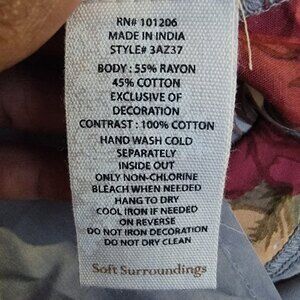 RN# 101206
MADE IN INDIA
STYLE# 3AZ37
BODY : 55% RAYON
45% COTTON
EXCLUSIVE OF
DECORATION
CONTRAST : 100% COTTON
HAND WASH COLD
SEPARATELY
INSIDE OUT
ONLY NON-CHLORINE
BLEACH WHEN NEEDED
HANG TO DRY
COOL IRON IF NEEDED
ON REVERSE
DO NOT IRON DECORATION
DO NOT DRY CLEAN
Soft Surroundings